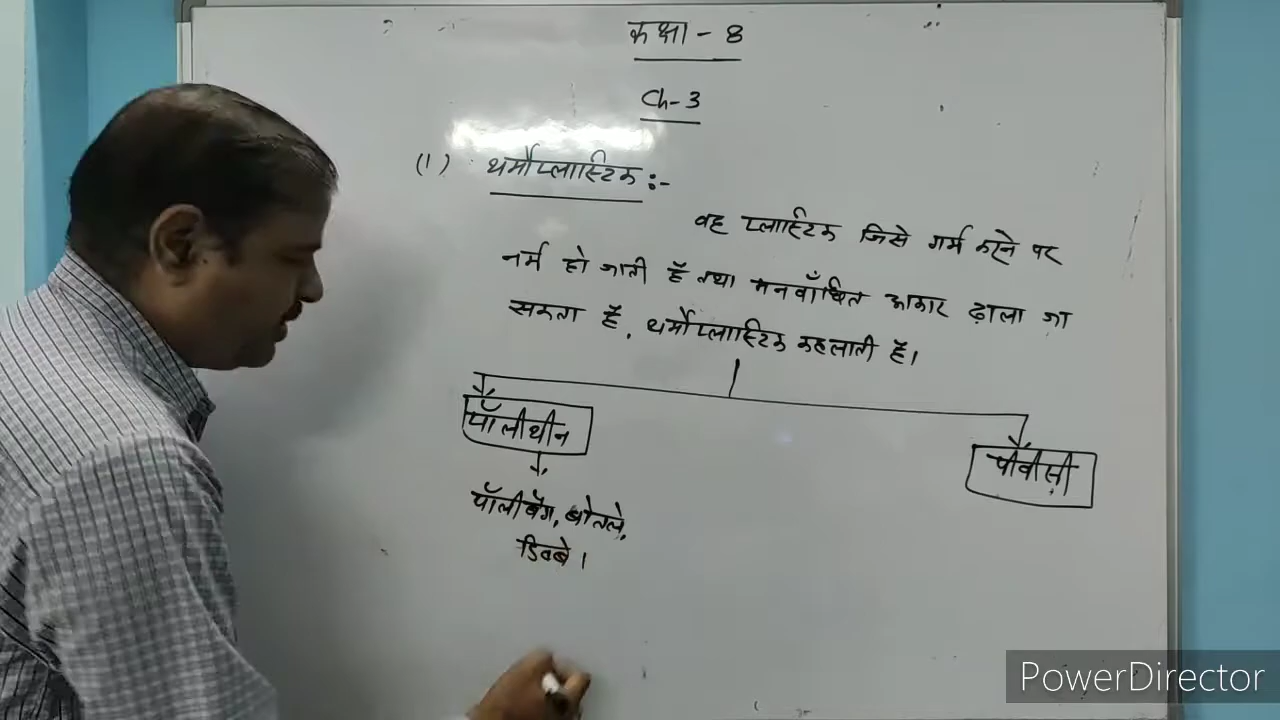 कक्षा - 8
Ch-3
(1) थर्मोप्लास्टिक :-
वह प्लास्टिक जिसे गर्म करने पर
नर्म हो जाती है तथा मनवाँछित आकार ढ़ाला जा
सकता है, थर्मोप्लास्टिक कहलाती है।
पॉलीथीन
पीवीसी
पॉलीबैग, बोतले,
डिब्बे।
PowerDirector